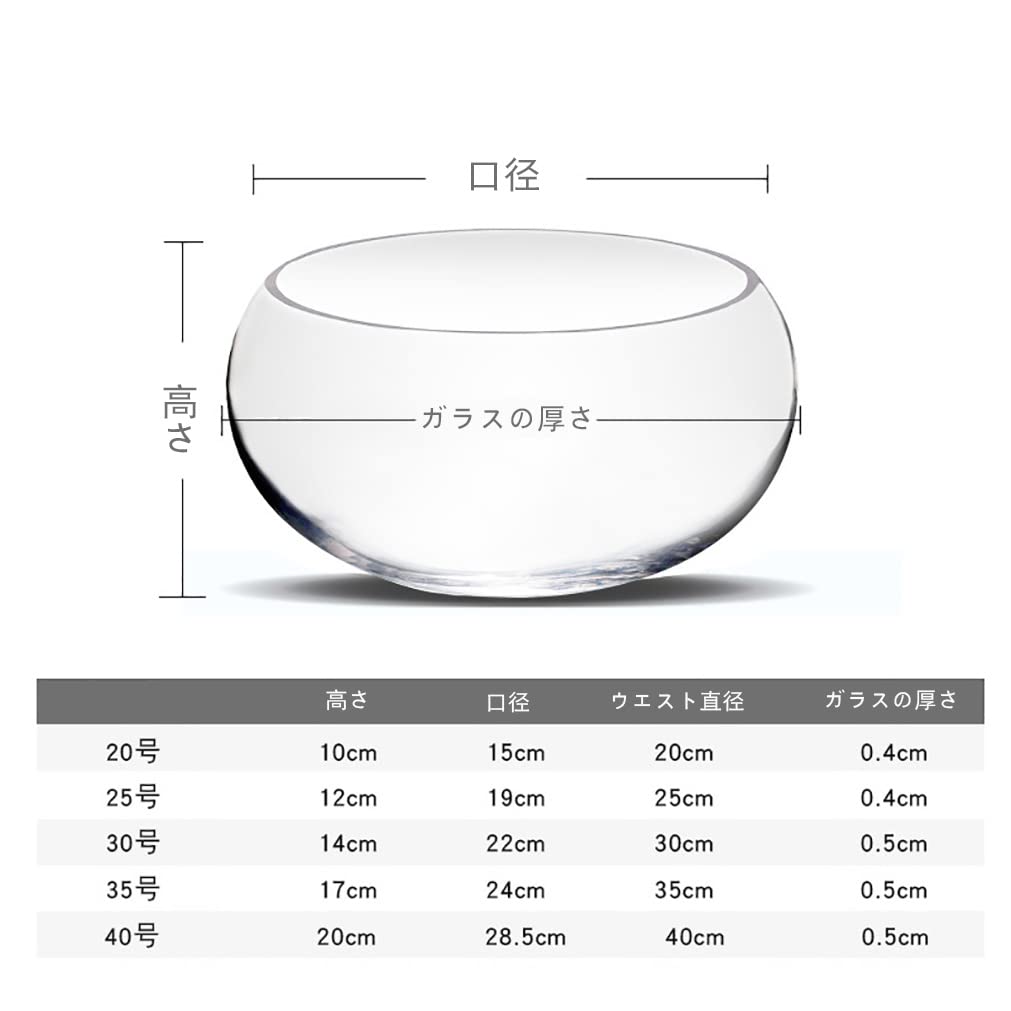 口径
高さ
ガラスの厚さ
高さ 口径 ウエスト直径 ガラスの厚さ
20号 10cm 15cm 20cm 0.4cm
25号 12cm 19cm 25cm 0.4cm
30号 14cm 22cm 30cm 0.5cm
35号 17cm 24cm 35cm 0.5cm
40号 20cm 28.5cm 40cm 0.5cm